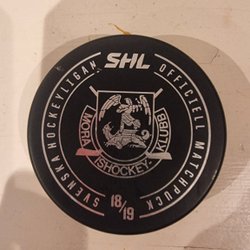 SHL
SVENSKA HOCKEYLIGAN
OFFICIELL MATCHPUCK
MORA
ISHOCKEY
KLUBB
18/19